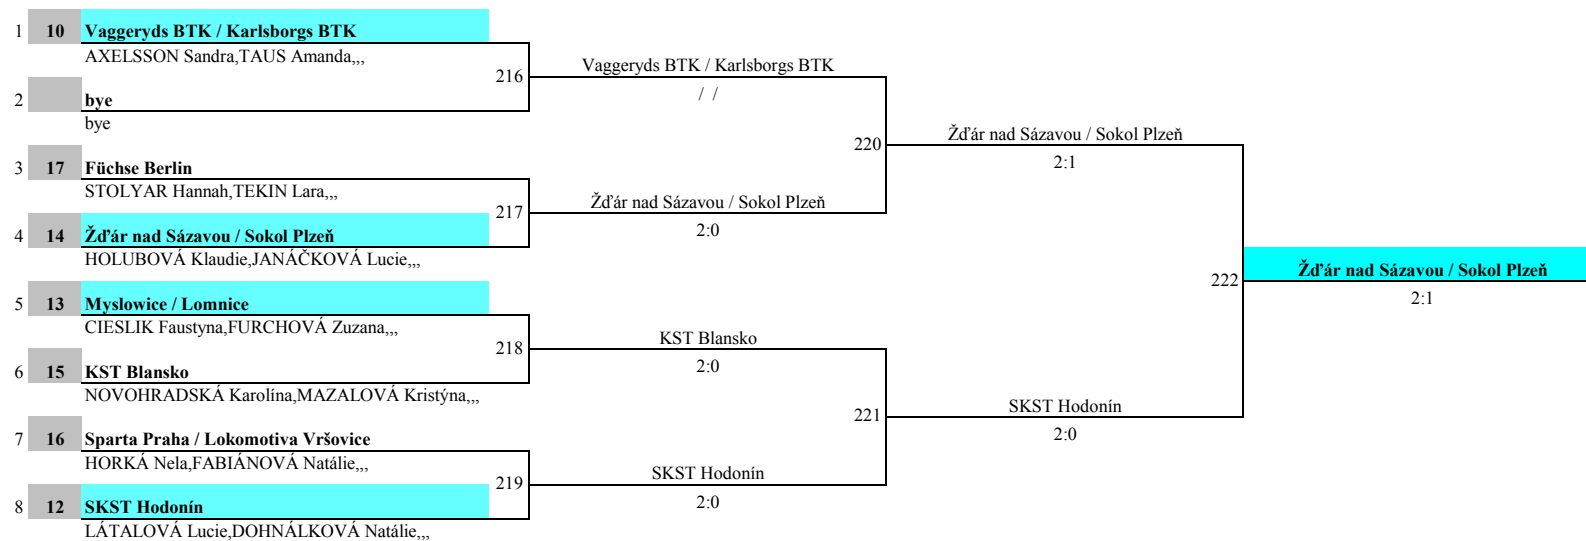 1 10 Vaggeryds BTK / Karlsborgs BTK
AXELSSON Sandra,TAUS Amanda,,,
216
Vaggeryds BTK / Karlsborgs BTK
/ /
2 bye
bye
220
Žďár nad Sázavou / Sokol Plzeň
2:1
3 17 Füchse Berlin
STOLYAR Hannah,TEKIN Lara,,,
217
Žďár nad Sázavou / Sokol Plzeň
2:0
4 14 Žďár nad Sázavou / Sokol Plzeň
HOLUBOVÁ Klaudie,JANÁČKOVÁ Lucie,,,
222
Žďár nad Sázavou / Sokol Plzeň
2:1
5 13 Myslowice / Lomnice
CIESLIK Faustyna,FURCHOVÁ Zuzana,,,
218
KST Blansko
2:0
6 15 KST Blansko
NOVOHRADSKÁ Karolína,MAZALOVÁ Kristýna,,,
221
SKST Hodonín
2:0
7 16 Sparta Praha / Lokomotiva Vršovice
HORKÁ Nela,FABIÁNOVÁ Natálie,,,
219
SKST Hodonín
2:0
8 12 SKST Hodonín
LÁTALOVÁ Lucie,DOHNÁLKOVÁ Natálie,,,